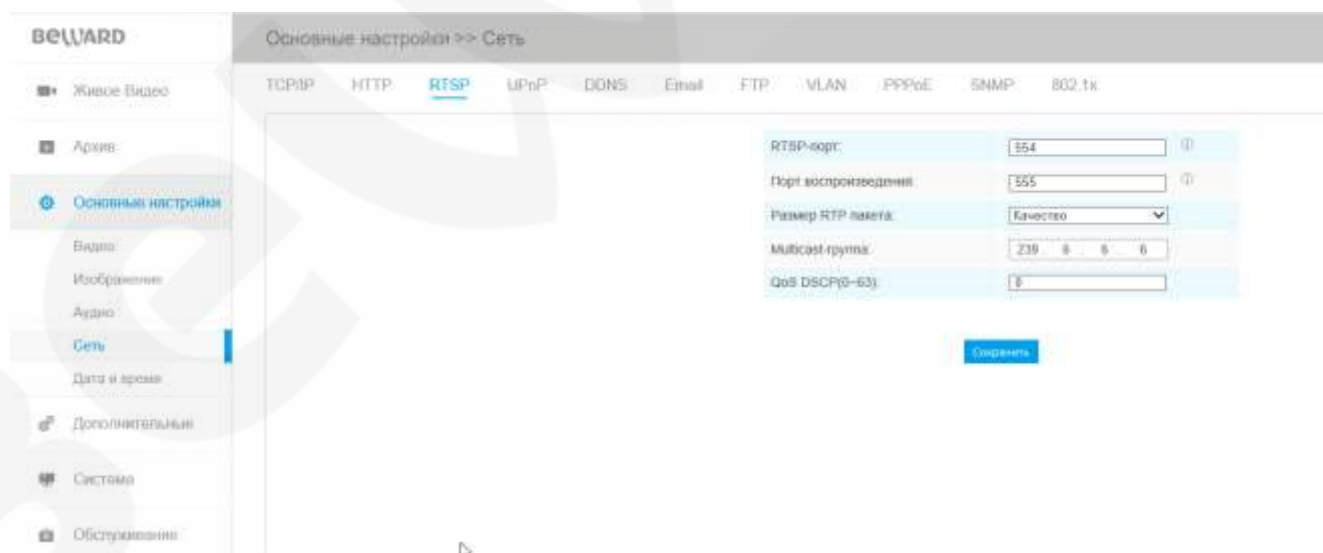 BEWARD
Основные настройки >> Сеть
Живое Видео
Архив
Основные настройки
Видео
Изображение
Аудио
Сеть
Дата и время
Дополнительные
Система
Обслуживание
TCP/IP HTTP RTSP UPnP DDNS Email FTP VLAN PPPoE SNMP 802.1x
RTSP-порт: 554
Порт воспроизведения: 555
Размер RTP пакета: Качество
Multicast-группа: 239 . 6 . 6 . 6
QoS DSCP(0~63): 0
Сохранить